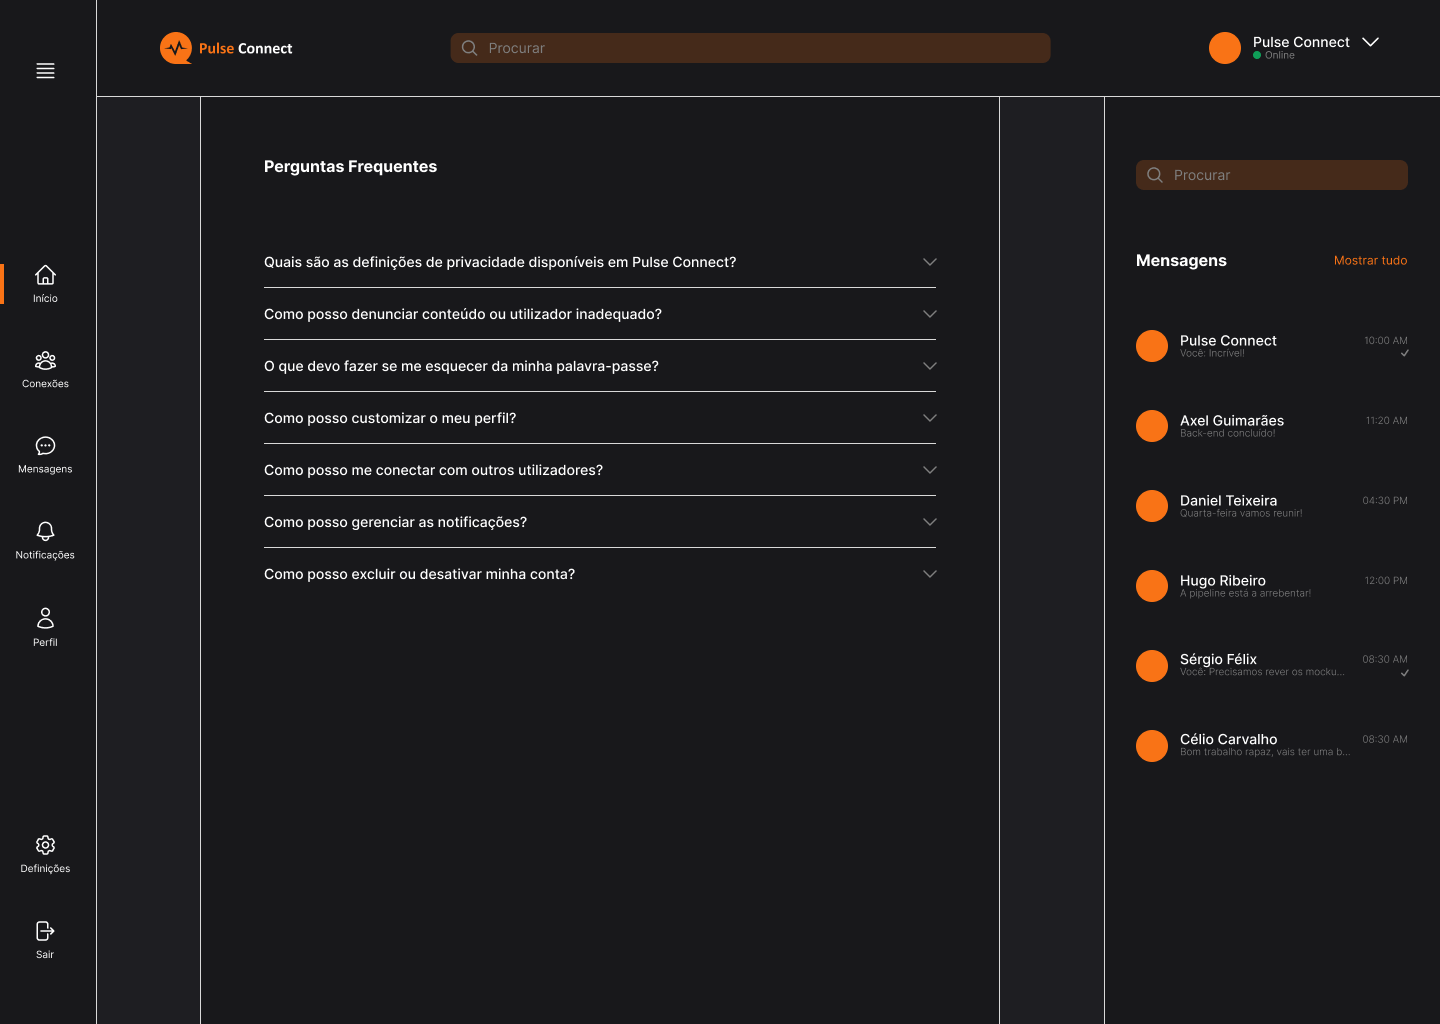 Pulse Connect
Procurar
Pulse Connect
Online
Início
Conexões
Mensagens
Notificações
Perfil
Definições
Sair
Perguntas Frequentes
Quais são as definições de privacidade disponíveis em Pulse Connect?
Como posso denunciar conteúdo ou utilizador inadequado?
O que devo fazer se me esquecer da minha palavra-passe?
Como posso customizar o meu perfil?
Como posso me conectar com outros utilizadores?
Como posso gerenciar as notificações?
Como posso excluir ou desativar minha conta?
Procurar
Mensagens Mostrar tudo
Pulse Connect 10:00 AM
Você: Incrível!
Axel Guimarães 11:20 AM
Back-end concluído!
Daniel Teixeira 04:30 PM
Quarta-feira vamos reunir!
Hugo Ribeiro 12:00 PM
A pipeline está a arrebentar!
Sérgio Félix 08:30 AM
Você: Precisamos rever os mocku...
Célio Carvalho 08:30 AM
Bom trabalho rapaz, vais ter uma b...